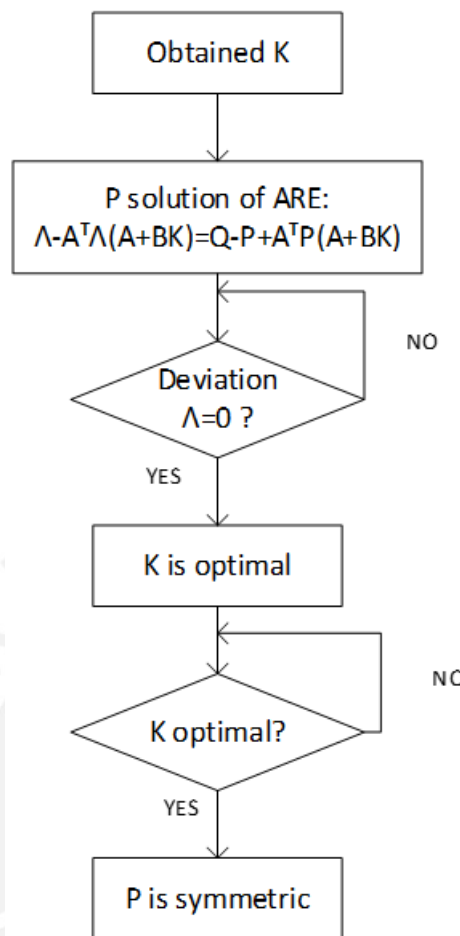 Obtained K
P solution of ARE:
Λ-AᵀΛ(A+BK)=Q-P+AᵀP(A+BK)
NO
Deviation
Λ=0 ?
YES
K is optimal
NO
K optimal?
YES
P is symmetric